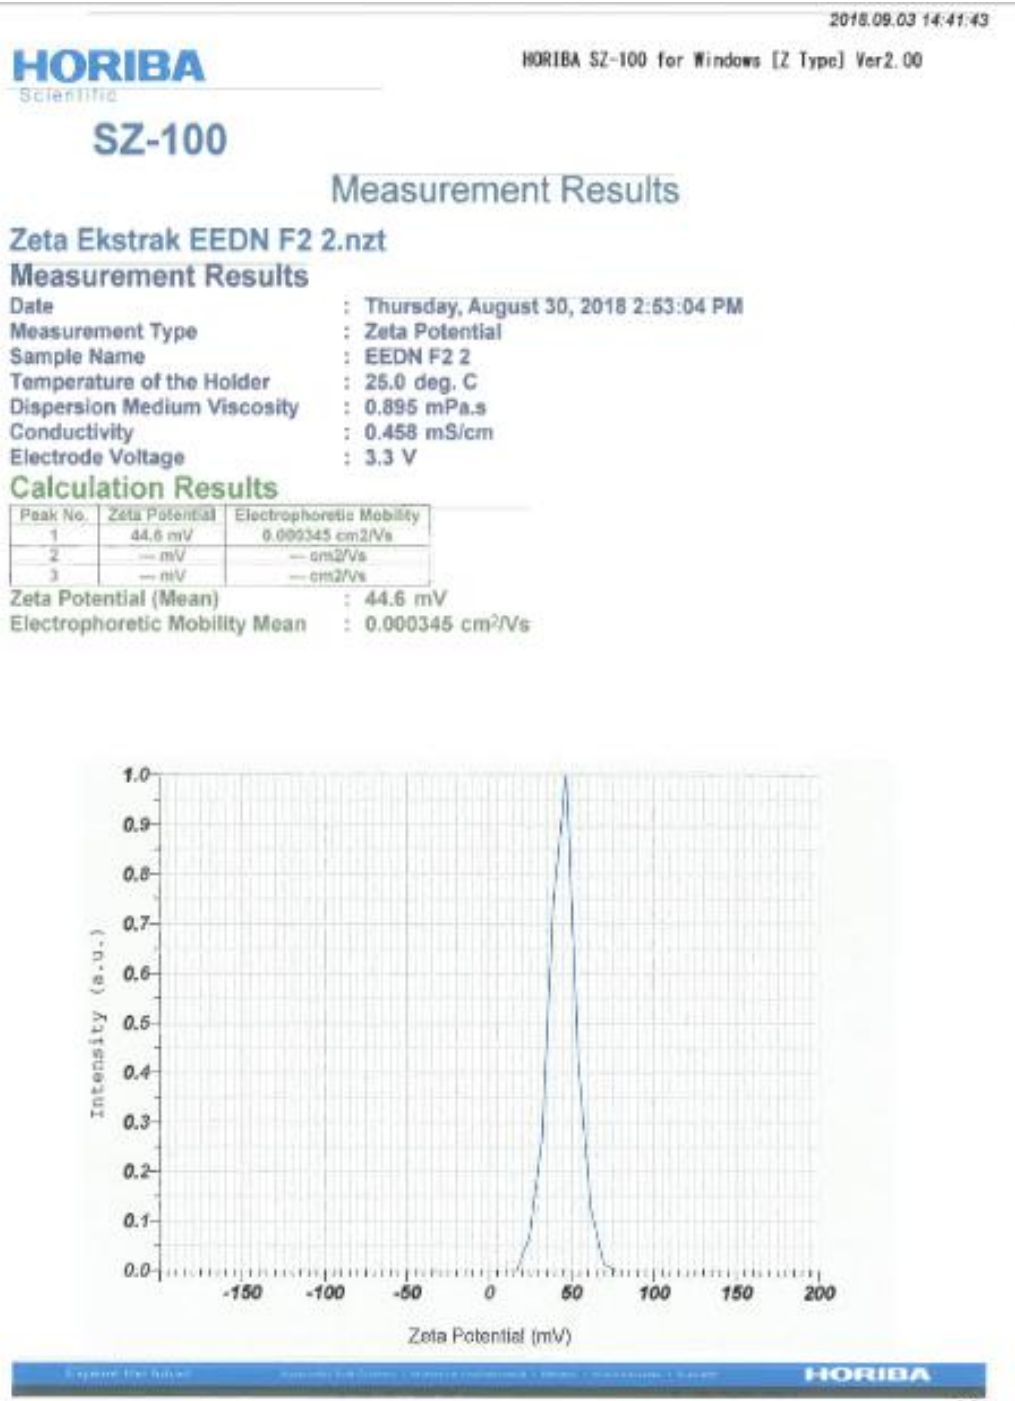 2018.09.03 14:41:43
HORIBA
Scientific
HORIBA SZ-100 for Windows [Z Type] Ver2.00
SZ-100
Measurement Results
Zeta Ekstrak EEDN F2 2.nzt
Measurement Results
Date : Thursday, August 30, 2018 2:53:04 PM
Measurement Type : Zeta Potential
Sample Name : EEDN F2 2
Temperature of the Holder : 25.0 deg. C
Dispersion Medium Viscosity : 0.895 mPa.s
Conductivity : 0.458 mS/cm
Electrode Voltage : 3.3 V
Calculation Results
Peak No. Zeta Potential Electrophoretic Mobility
1 44.6 mV 0.000345 cm2/Vs
2 --- mV --- cm2/Vs
3 --- mV --- cm2/Vs
Zeta Potential (Mean) : 44.6 mV
Electrophoretic Mobility Mean : 0.000345 cm²/Vs
1.0
0.9
0.8
0.7
0.6
0.5
0.4
0.3
0.2
0.1
0.0
Intensity (a.u.)
-150 -100 -50 0 50 100 150 200
Zeta Potential (mV)
Explore the future
HORIBA